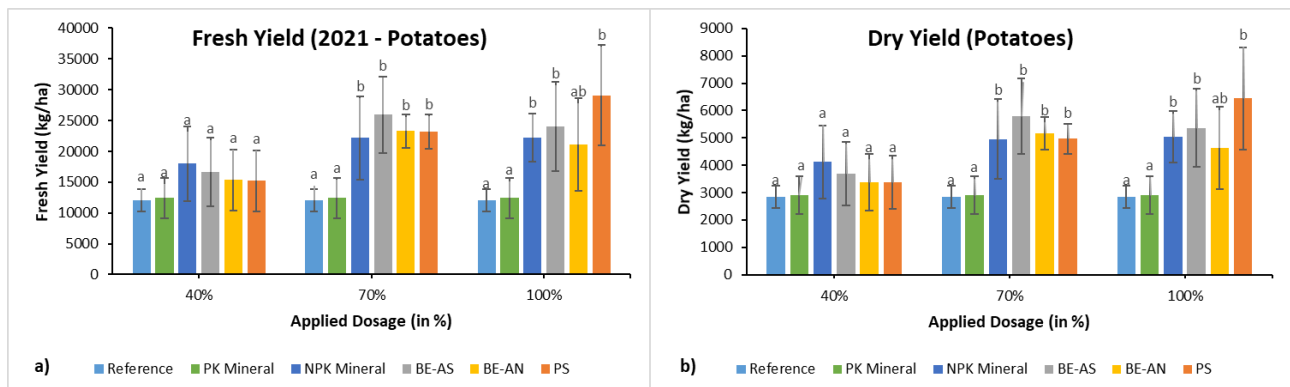 Fresh Yield (2021 - Potatoes)
Fresh Yield (kg/ha)
40000
35000
30000
25000
20000
15000
10000
5000
0
a a a a a a
a a b b b b
a a b b ab b
40% 70% 100%
Applied Dosage (in %)
a) Reference PK Mineral NPK Mineral BE-AS BE-AN PS
Dry Yield (Potatoes)
Dry Yield (kg/ha)
9000
8000
7000
6000
5000
4000
3000
2000
1000
0
a a a a a a
a a b b b b
a a b b ab b
40% 70% 100%
Applied Dosage (in %)
b) Reference PK Mineral NPK Mineral BE-AS BE-AN PS